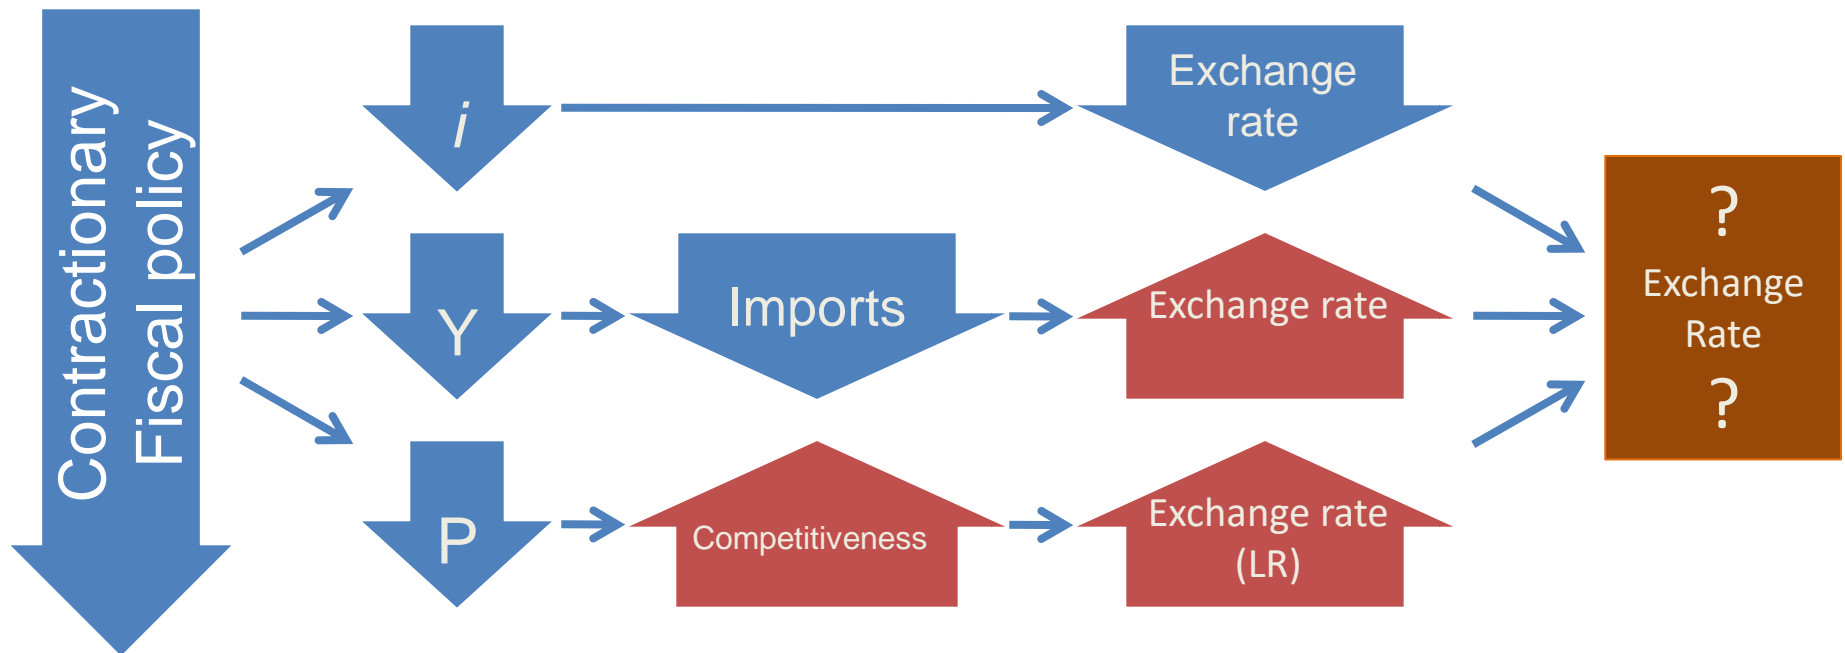 Contractionary
Fiscal policy
i
Exchange
rate
Y
Imports
Exchange rate
P
Competitiveness
Exchange rate
(LR)
?
Exchange
Rate
?